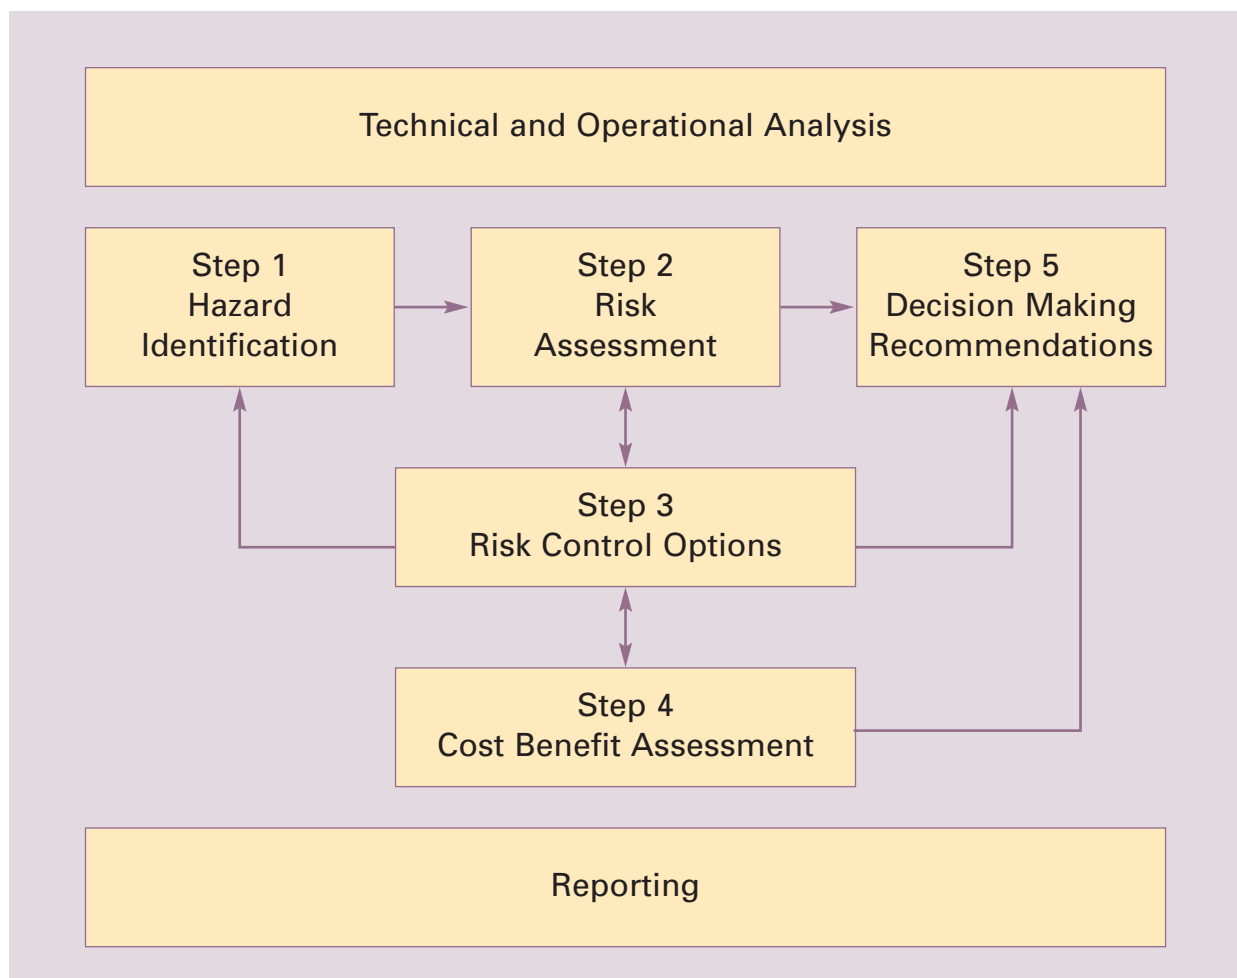 Technical and Operational Analysis
Step 1
Hazard
Identification
Step 2
Risk
Assessment
Step 5
Decision Making
Recommendations
Step 3
Risk Control Options
Step 4
Cost Benefit Assessment
Reporting